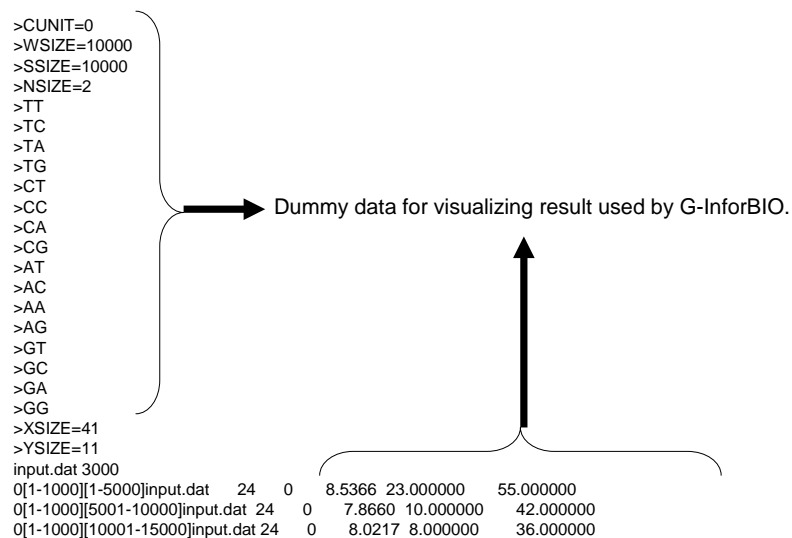 >CUNIT=0
>WSIZE=10000
>SSIZE=10000
>NSIZE=2
>TT
>TC
>TA
>TG
>CT
>CC
>CA
>CG
>AT
>AC
>AA
>AG
>GT
>GC
>GA
>GG
Dummy data for visualizing result used by G-InforBIO.
>XSIZE=41
>YSIZE=11
input.dat 3000
0[1-1000][1-5000]input.dat 24 0 8.5366 23.000000 55.000000
0[1-1000][5001-10000]input.dat 24 0 7.8660 10.000000 42.000000
0[1-1000][10001-15000]input.dat 24 0 8.0217 8.000000 36.000000